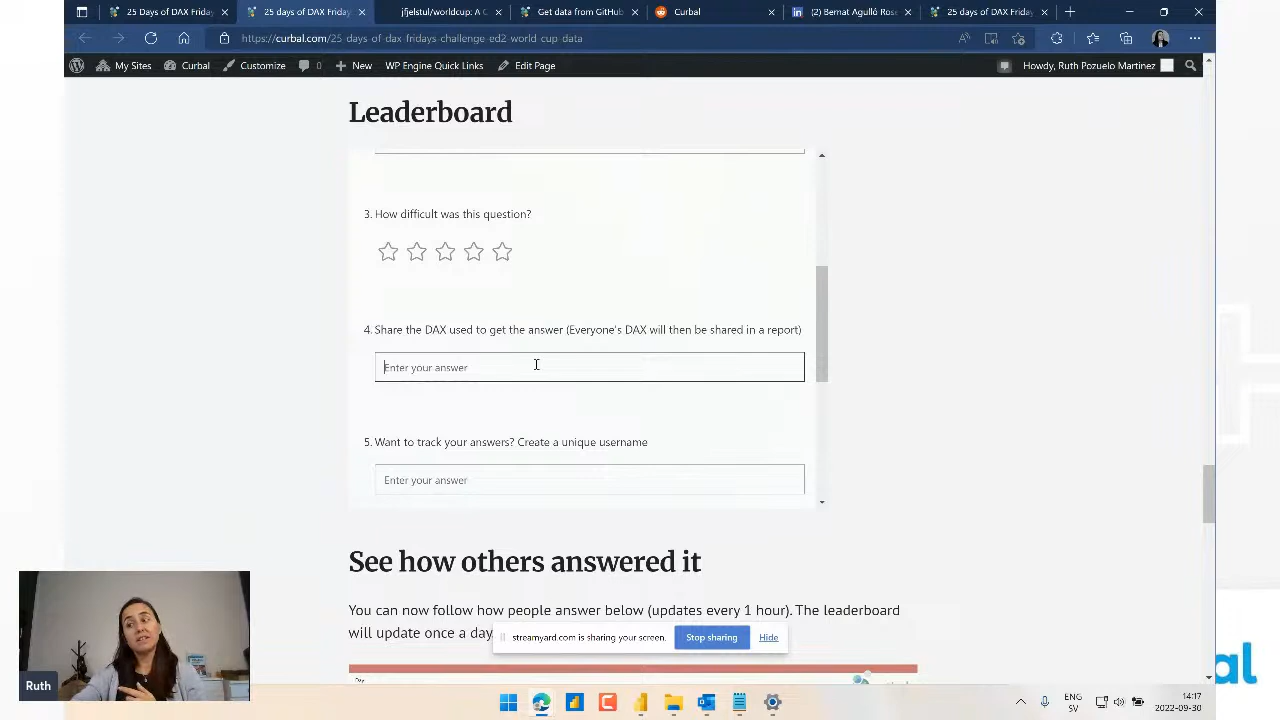 25 Days of DAX Friday
25 days of DAX Friday
jfjelstul/worldcup: A C
Get data from GitHub
Curbal
(2) Bernat Agulló Rose
25 days of DAX Friday
https://curbal.com/25-days-of-dax-fridays-challenge-ed2-world-cup-data
My Sites
Curbal
Customize
0
New
WP Engine Quick Links
Edit Page
Howdy, Ruth Pozuelo Martinez
Leaderboard
3. How difficult was this question?
4. Share the DAX used to get the answer (Everyone's DAX will then be shared in a report)
Enter your answer
5. Want to track your answers? Create a unique username
Enter your answer
See how others answered it
You can now follow how people answer below (updates every 1 hour). The leaderboard
will update once a day
streamyard.com is sharing your screen.
Stop sharing
Hide
Ruth
ENG
SV
14:17
2022-09-30